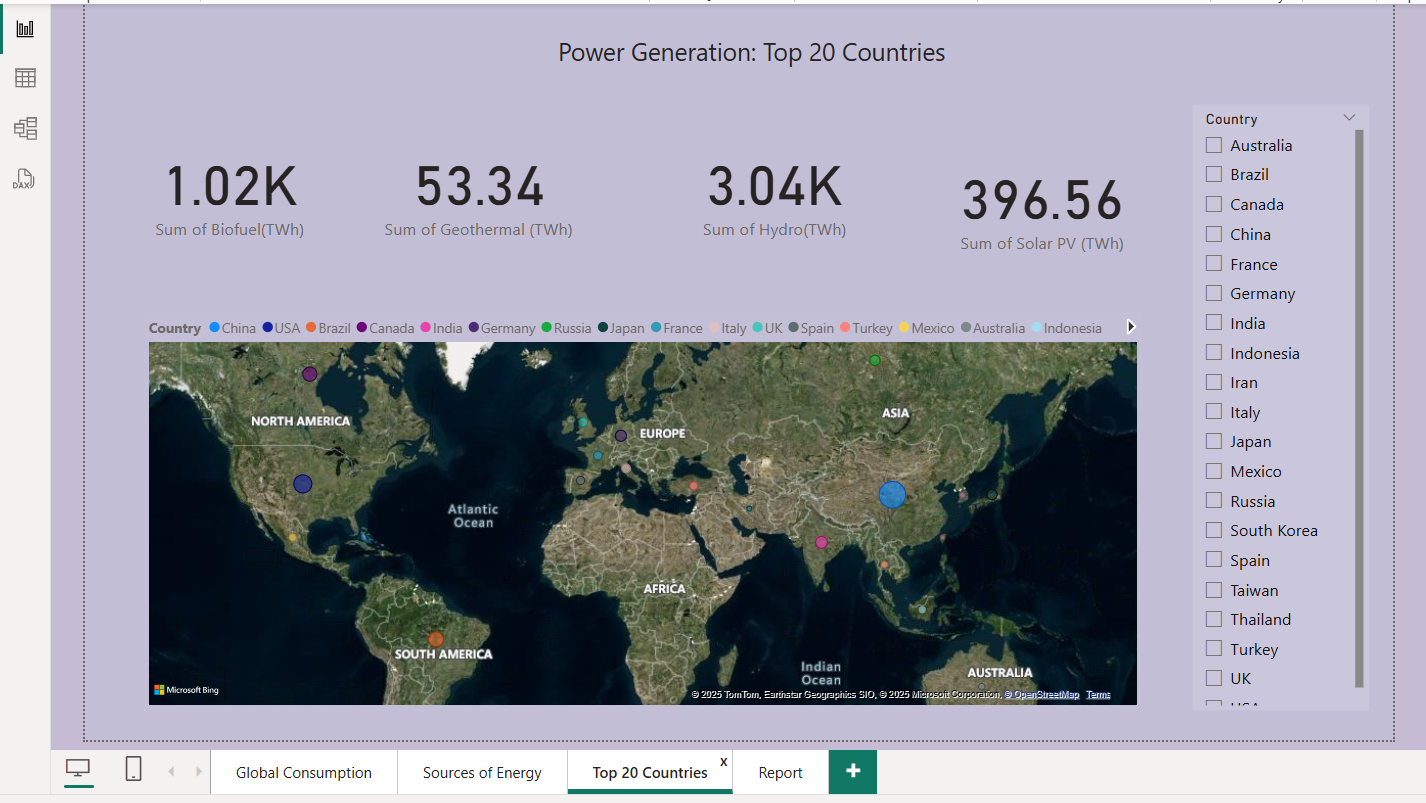 Power Generation: Top 20 Countries
1.02K
Sum of Biofuel(TWh)
53.34
Sum of Geothermal (TWh)
3.04K
Sum of Hydro(TWh)
396.56
Sum of Solar PV (TWh)
Country
Australia
Brazil
Canada
China
France
Germany
India
Indonesia
Iran
Italy
Japan
Mexico
Russia
South Korea
Spain
Taiwan
Thailand
Turkey
UK
USA
Country China USA Brazil Canada India Germany Russia Japan France Italy UK Spain Turkey Mexico Australia Indonesia
NORTH AMERICA
ASIA
EUROPE
Atlantic
Ocean
AFRICA
SOUTH AMERICA
Indian
Ocean
AUSTRALIA
Microsoft Bing
© 2025 TomTom, Earthstar Geographics SIO, © 2025 Microsoft Corporation, © OpenStreetMap Terms
DAX
Global Consumption
Sources of Energy
Top 20 Countries
x
Report
+